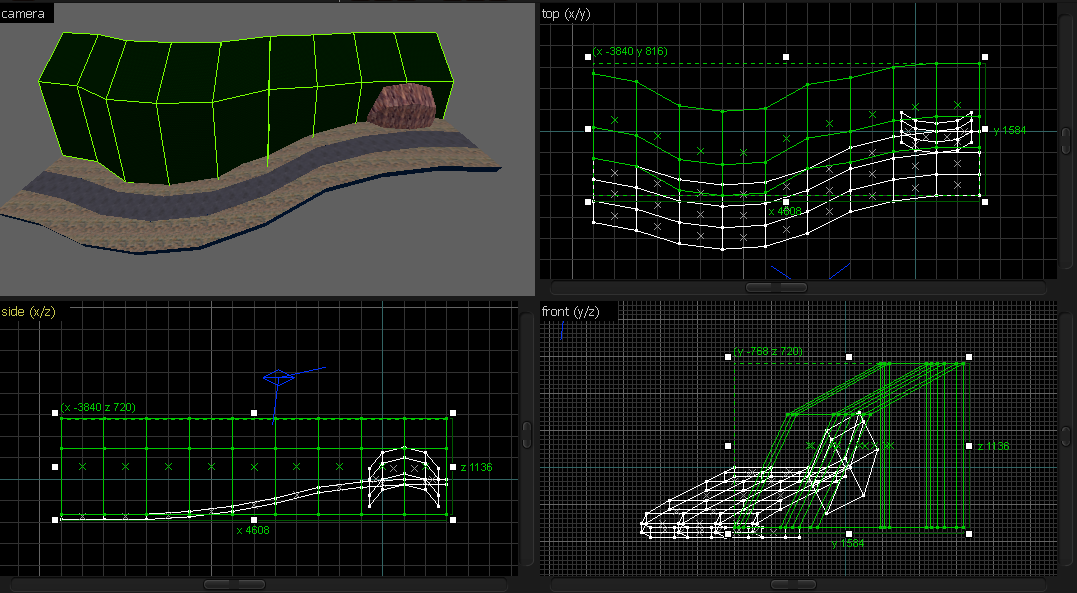 camera
top (x/y)
(x -3840 y 816)
y 1584
x 4608
side (x/z)
(x -3840 z 720)
z 1136
x 4608
front (y/z)
(y -768 z 720)
z 1136
y 1584